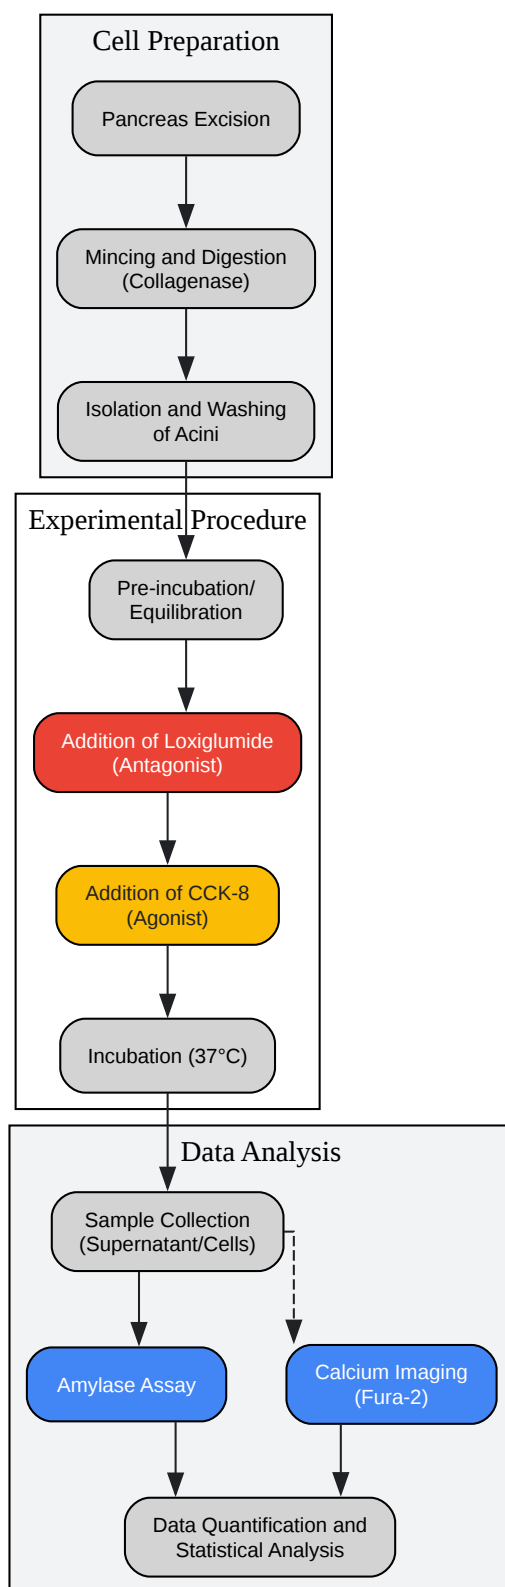 Cell Preparation
Pancreas Excision
Mincing and Digestion
(Collagenase)
Isolation and Washing
of Acini
Experimental Procedure
Pre-incubation/
Equilibration
Addition of Loxiglumide
(Antagonist)
Addition of CCK-8
(Agonist)
Incubation (37°C)
Data Analysis
Sample Collection
(Supernatant/Cells)
Amylase Assay
Calcium Imaging
(Fura-2)
Data Quantification and
Statistical Analysis